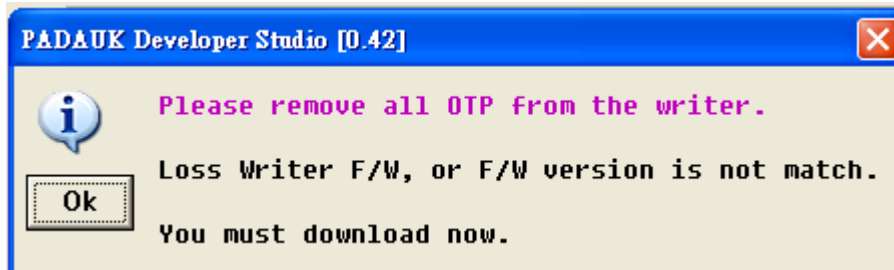 PADAUK Developer Studio [0.42]
Please remove all OTP from the writer.
Loss Writer F/W, or F/W version is not match.
Ok
You must download now.